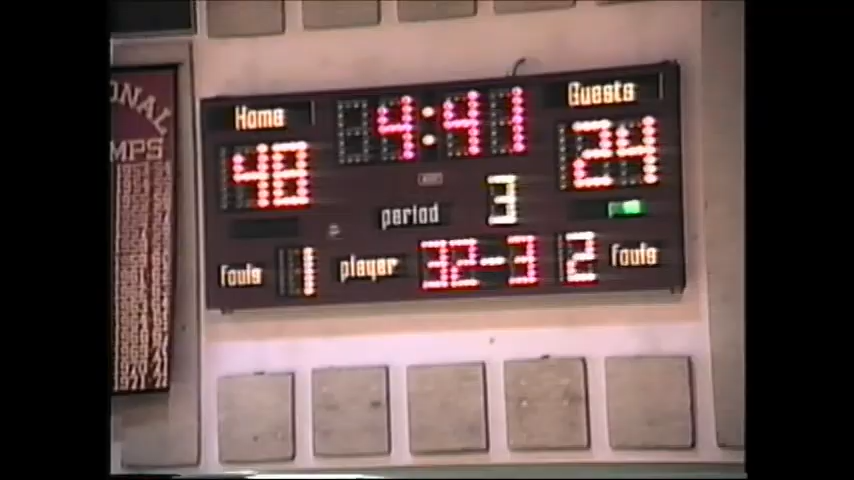 ONAL
MPS
Home 4:41 Guests
48 24
period 3
fouls 1 player 32-3 2 fouls